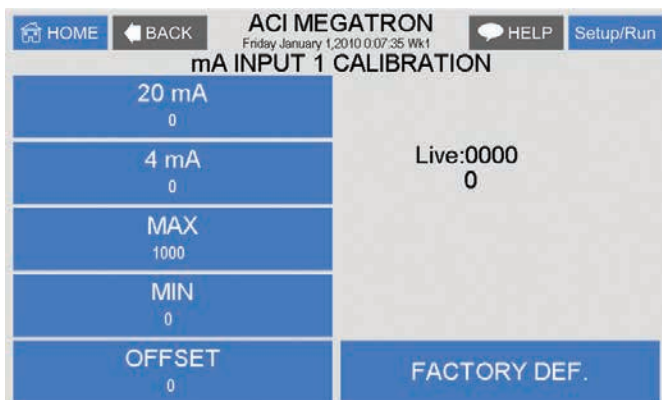 HOME
BACK
ACI MEGATRON
Friday January 1,2010 0:07:35 Wk1
HELP
Setup/Run
mA INPUT 1 CALIBRATION
20 mA
0
4 mA
0
MAX
1000
MIN
0
OFFSET
0
Live:0000
0
FACTORY DEF.